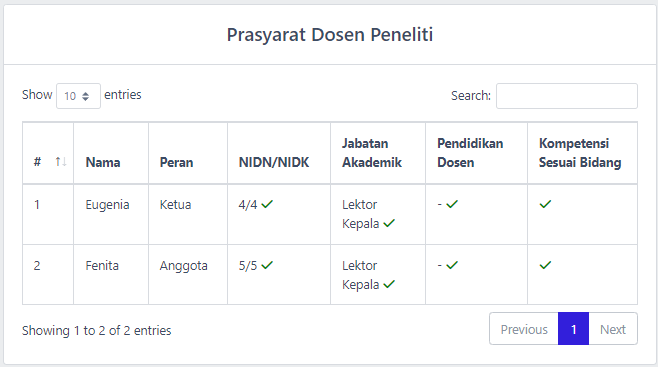 Prasyarat Dosen Peneliti
Show 10 entries
Search:
# Nama Peran NIDN/NIDK Jabatan Akademik Pendidikan Dosen Kompetensi Sesuai Bidang
1 Eugenia Ketua 4/4 ✓ Lektor Kepala ✓ - ✓ ✓
2 Fenita Anggota 5/5 ✓ Lektor Kepala ✓ - ✓ ✓
Showing 1 to 2 of 2 entries
Previous 1 Next